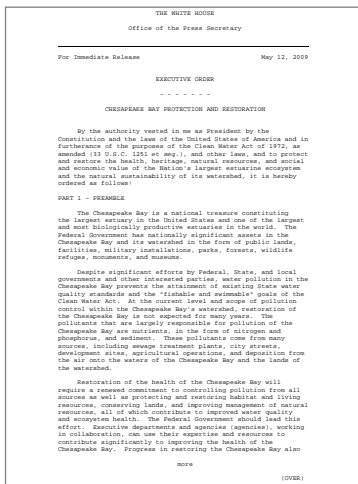 THE WHITE HOUSE
Office of the Press Secretary
For Immediate Release May 12, 2009
EXECUTIVE ORDER
- - - - - - -
CHESAPEAKE BAY PROTECTION AND RESTORATION
By the authority vested in me as President by the
Constitution and the laws of the United States of America and in
furtherance of the purposes of the Clean Water Act of 1972, as
amended (33 U.S.C. 1251 et seq.), and other laws, and to protect
and restore the health, heritage, natural resources, and social
and economic value of the Nation's largest estuarine ecosystem
and the natural sustainability of its watershed, it is hereby
ordered as follows:
PART 1 – PREAMBLE
The Chesapeake Bay is a national treasure constituting
the largest estuary in the United States and one of the largest
and most biologically productive estuaries in the world. The
Federal Government has nationally significant assets in the
Chesapeake Bay and its watershed in the form of public lands,
facilities, military installations, parks, forests, wildlife
refuges, monuments, and museums.
Despite significant efforts by Federal, State, and local
governments and other interested parties, water pollution in the
Chesapeake Bay prevents the attainment of existing State water
quality standards and the "fishable and swimmable" goals of the
Clean Water Act. At the current level and scope of pollution
control within the Chesapeake Bay's watershed, restoration of
the Chesapeake Bay is not expected for many years. The
pollutants that are largely responsible for pollution of the
Chesapeake Bay are nutrients, in the form of nitrogen and
phosphorus, and sediment. These pollutants come from many
sources, including sewage treatment plants, city streets,
development sites, agricultural operations, and deposition from
the air onto the waters of the Chesapeake Bay and the lands of
the watershed.
Restoration of the health of the Chesapeake Bay will
require a renewed commitment to controlling pollution from all
sources as well as protecting and restoring habitat and living
resources, conserving lands, and improving management of natural
resources, all of which contribute to improved water quality
and ecosystem health. The Federal Government should lead this
effort. Executive departments and agencies (agencies), working
in collaboration, can use their expertise and resources to
contribute significantly to improving the health of the
Chesapeake Bay. Progress in restoring the Chesapeake Bay also
more
(OVER)